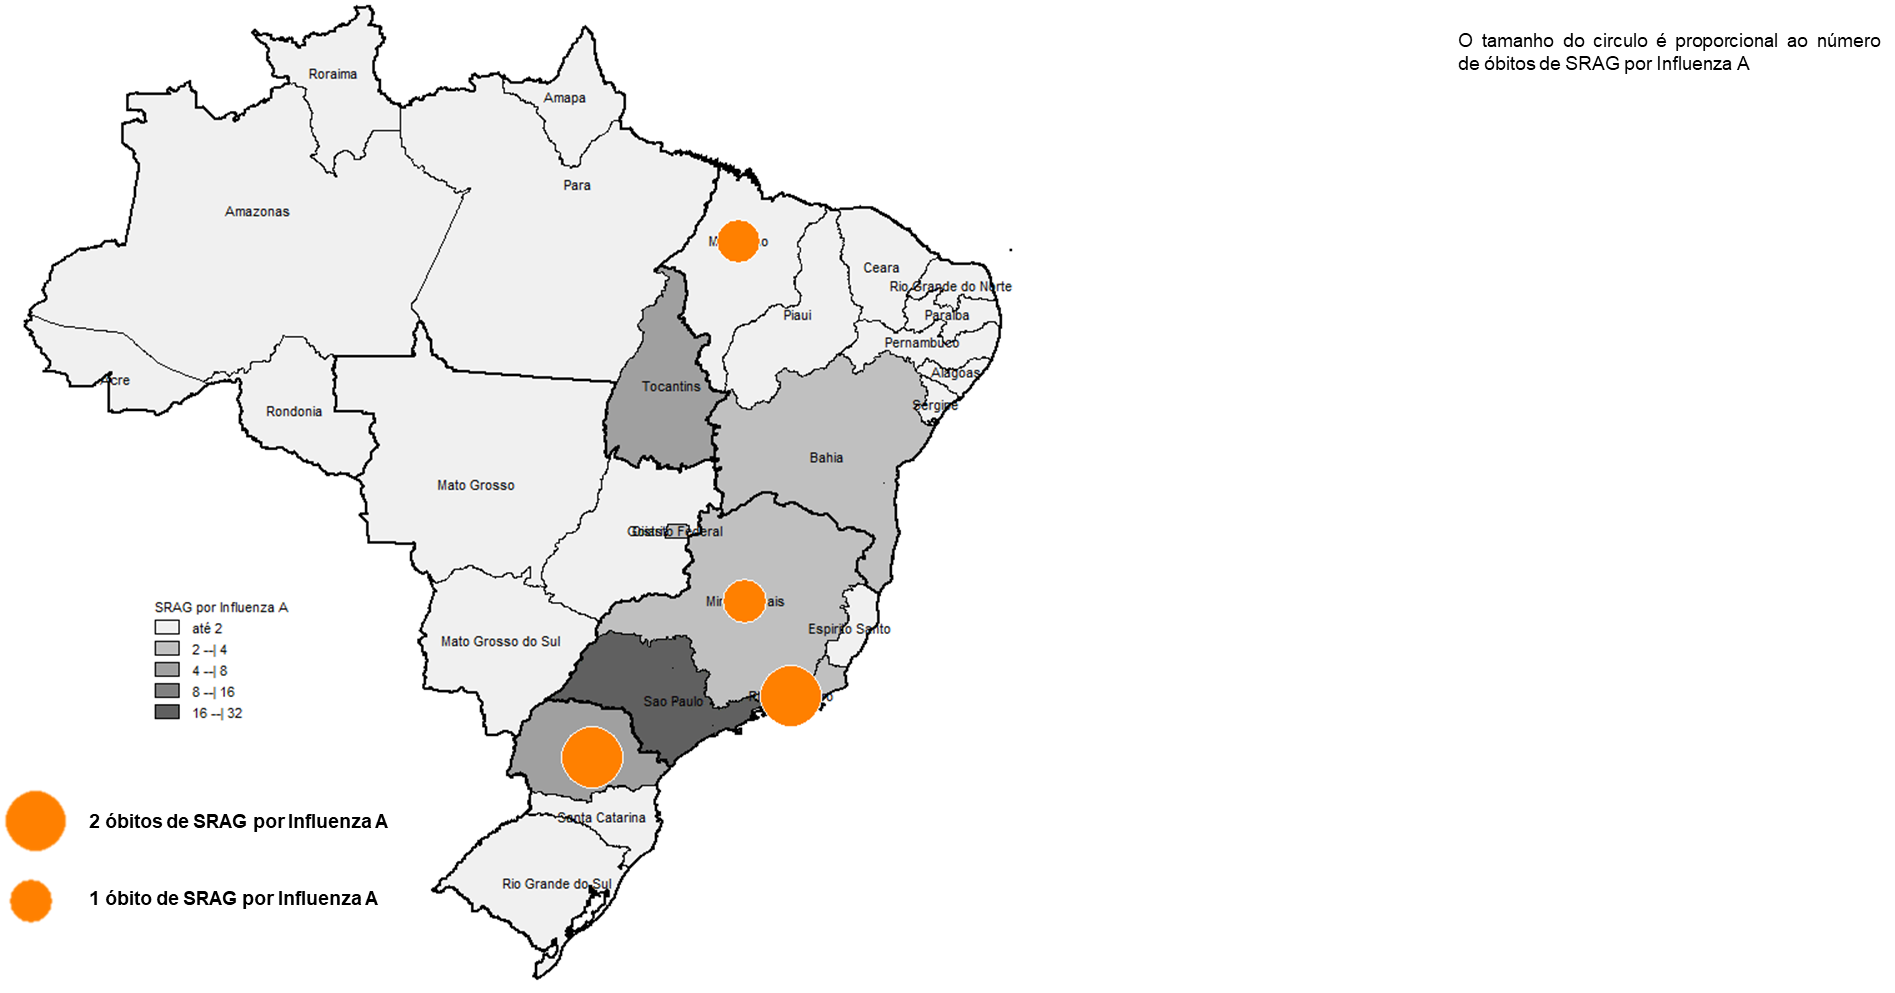 O tamanho do circulo é proporcional ao número
de óbitos de SRAG por Influenza A
Roraima
Amapa
Para
Amazonas
Ceara
Rio Grande do Norte
Piaui
Paraiba
Pernambuco
Alagoas
Sergipe
Acre
Tocantins
Rondonia
Bahia
Mato Grosso
Distrito Federal
Espirito Santo
Mato Grosso do Sul
Sao Paulo
Santa Catarina
Rio Grande do Sul
SRAG por Influenza A
até 2
2 --| 4
4 --| 8
8 --| 16
16 --| 32
2 óbitos de SRAG por Influenza A
1 óbito de SRAG por Influenza A